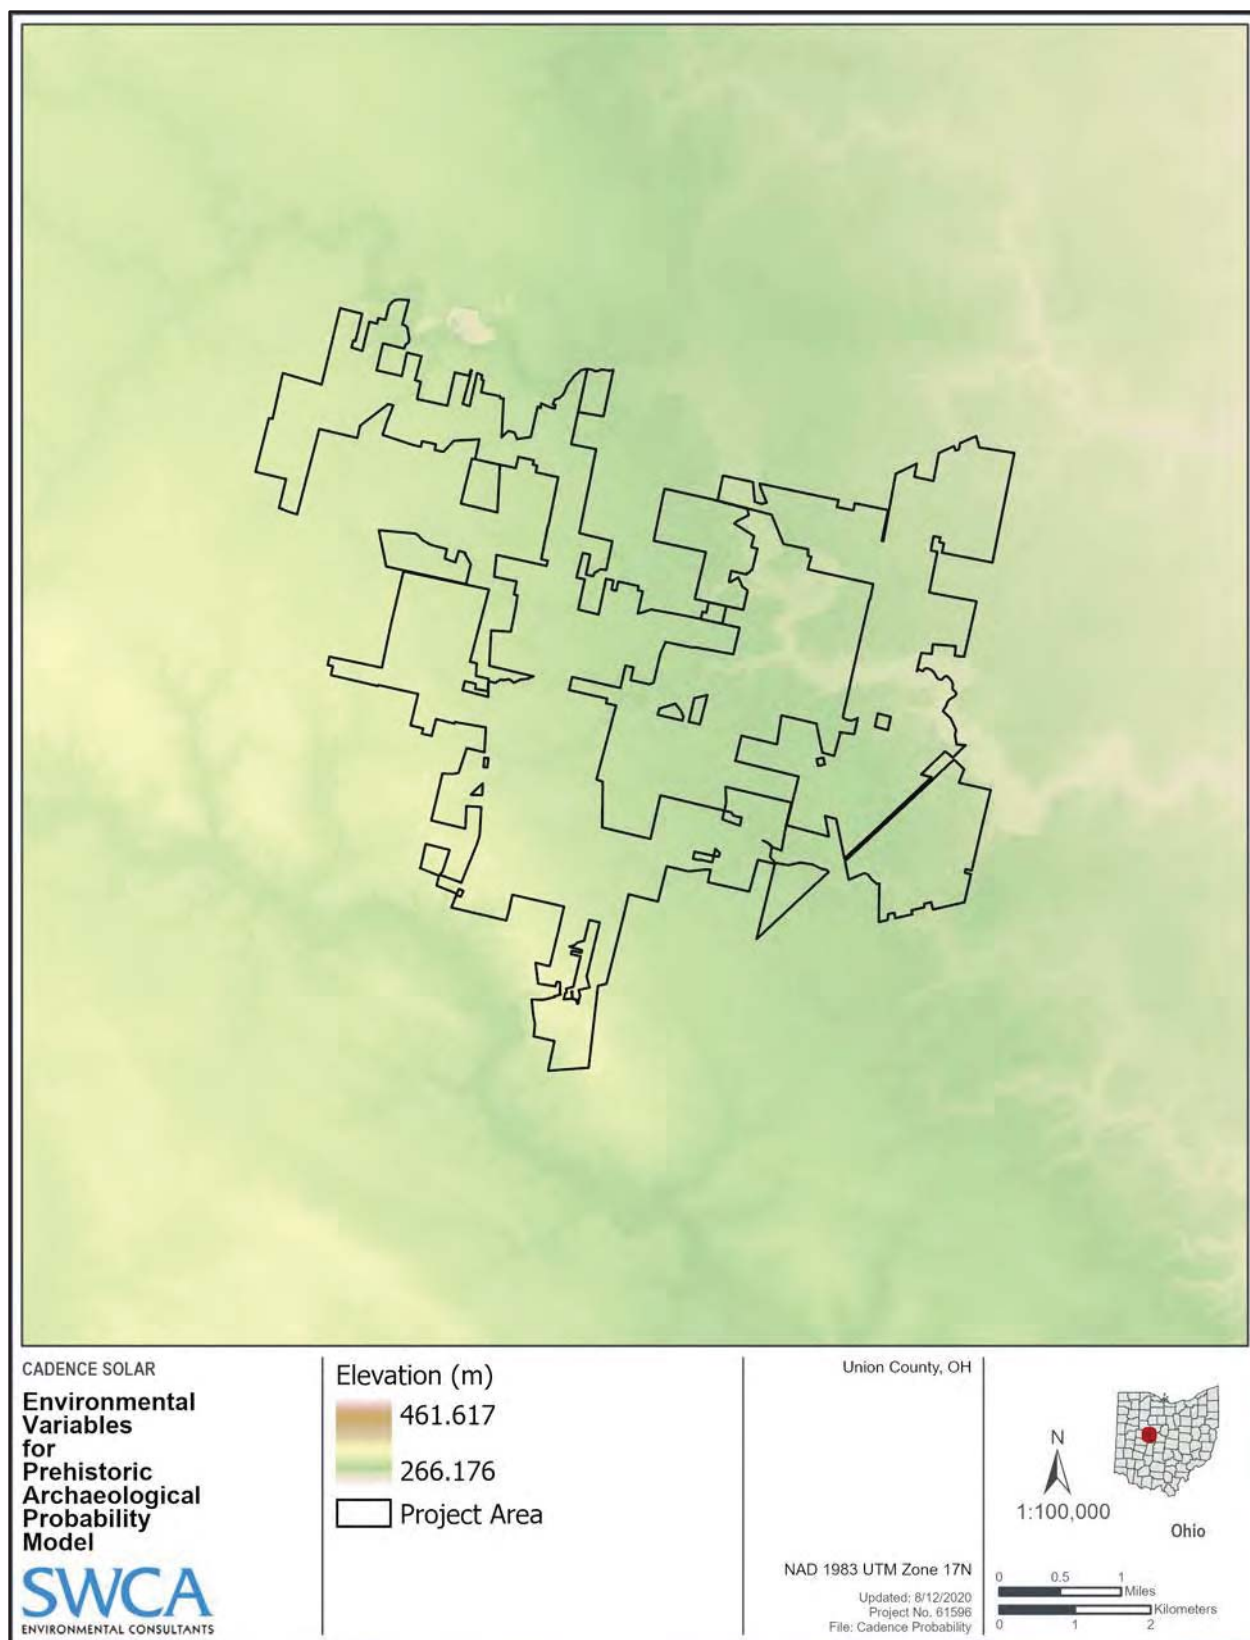 CADENCE SOLAR
Environmental
Variables
for
Prehistoric
Archaeological
Probability
Model
SWCA
ENVIRONMENTAL CONSULTANTS
Elevation (m)
461.617
266.176
Project Area
Union County, OH
NAD 1983 UTM Zone 17N
Updated: 8/12/2020
Project No. 61596
File: Cadence Probability
N
1:100,000
Ohio
0 0.5 1
Miles
Kilometers
0 1 2